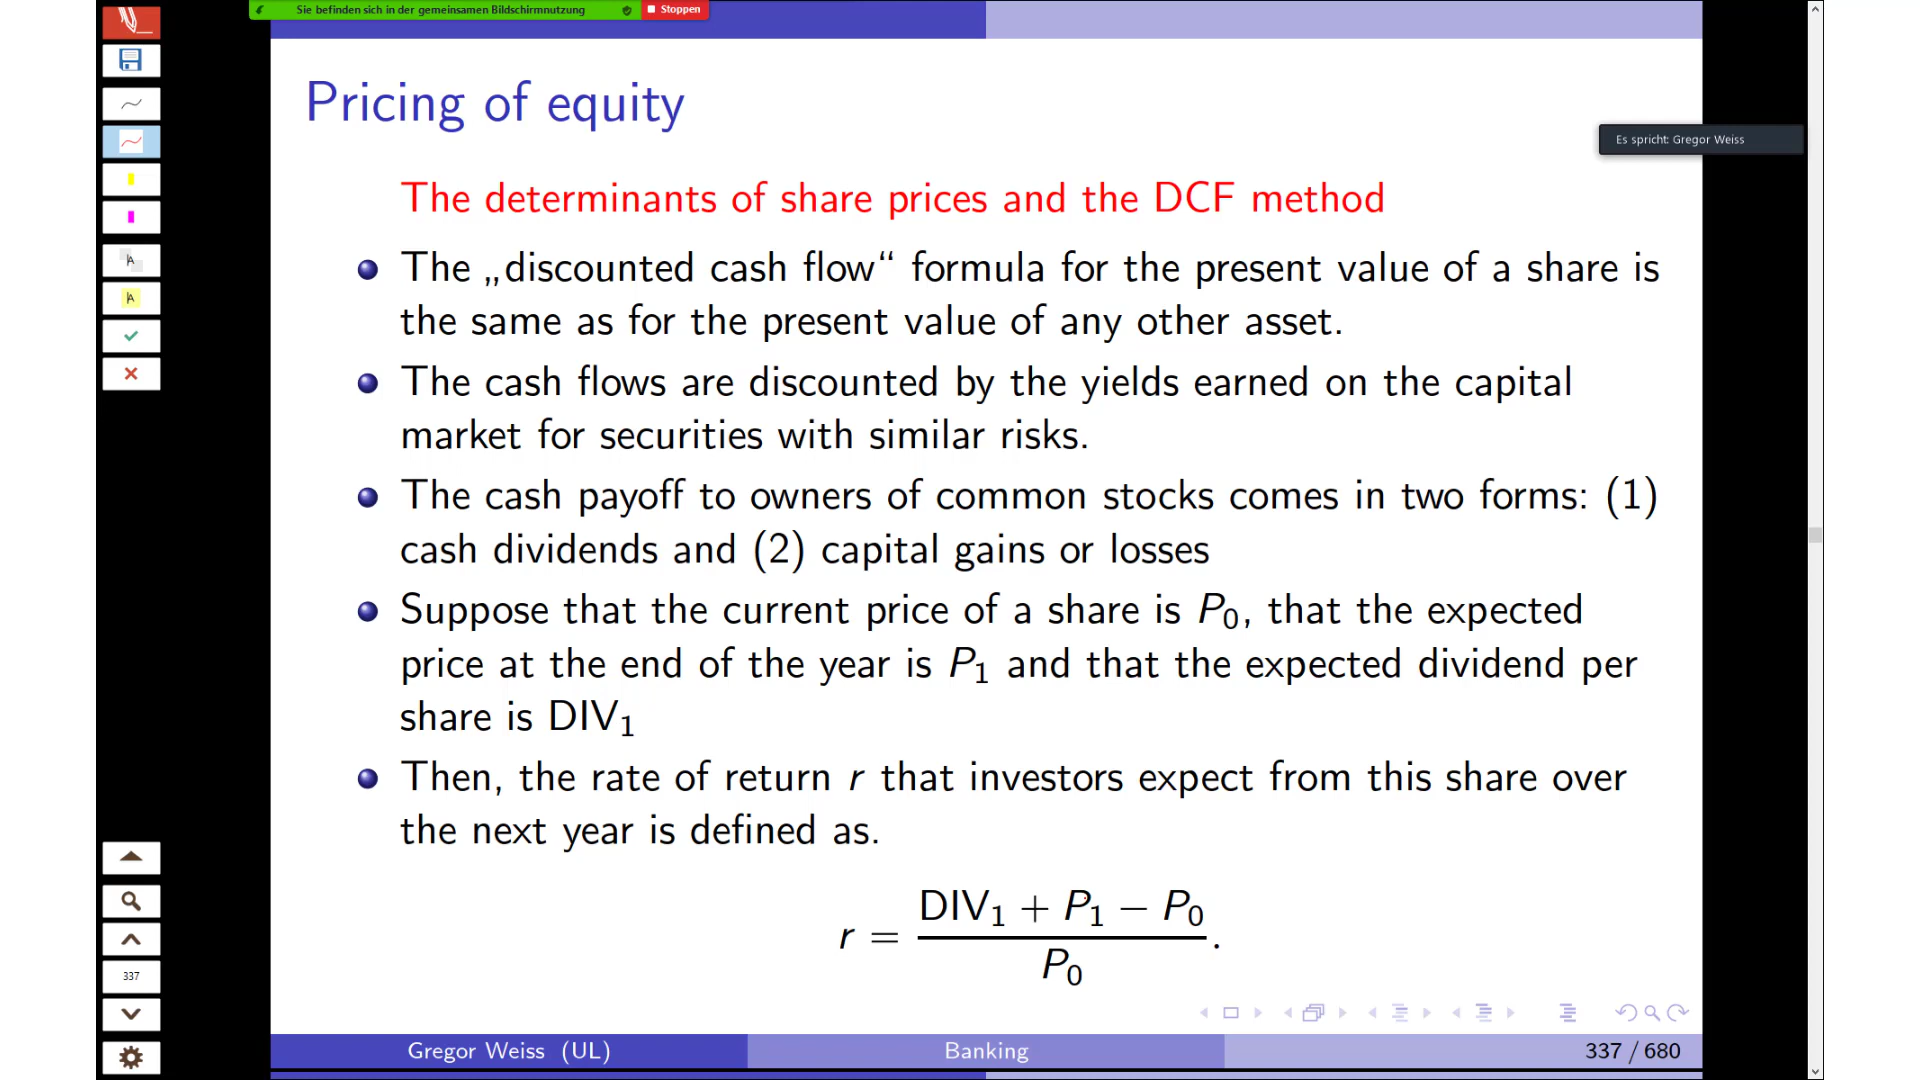 Sie befinden sich in der gemeinsamen Bildschirmnutzung
Stoppen
Pricing of equity
Es spricht: Gregor Weiss
The determinants of share prices and the DCF method
The „discounted cash flow“ formula for the present value of a share is
the same as for the present value of any other asset.
The cash flows are discounted by the yields earned on the capital
market for securities with similar risks.
The cash payoff to owners of common stocks comes in two forms: (1)
cash dividends and (2) capital gains or losses
Suppose that the current price of a share is P₀, that the expected
price at the end of the year is P₁ and that the expected dividend per
share is DIV₁
Then, the rate of return r that investors expect from this share over
the next year is defined as.
r = (DIV₁ + P₁ − P₀) / P₀.
337
Gregor Weiss (UL)
Banking
337 / 680